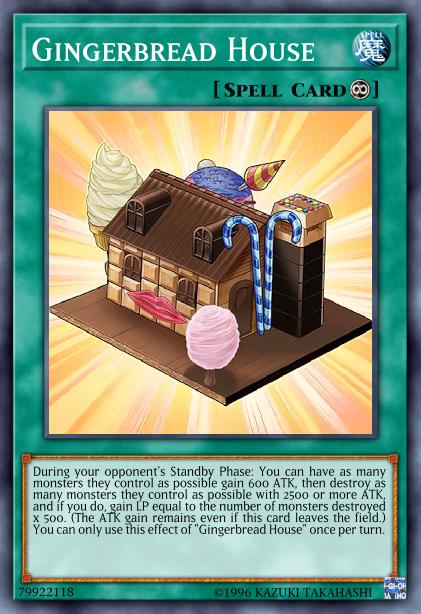 GINGERBREAD HOUSE
SPELL
魔
[SPELL CARD]
During your opponent's Standby Phase: You can have as many
monsters they control as possible gain 600 ATK, then destroy as
many monsters they control as possible with 2500 or more ATK,
and if you do, gain LP equal to the number of monsters destroyed
x 500. (The ATK gain remains even if this card leaves the field.)
You can only use this effect of "Gingerbread House" once per turn.
79922118
©1996 KAZUKI TAKAHASHI